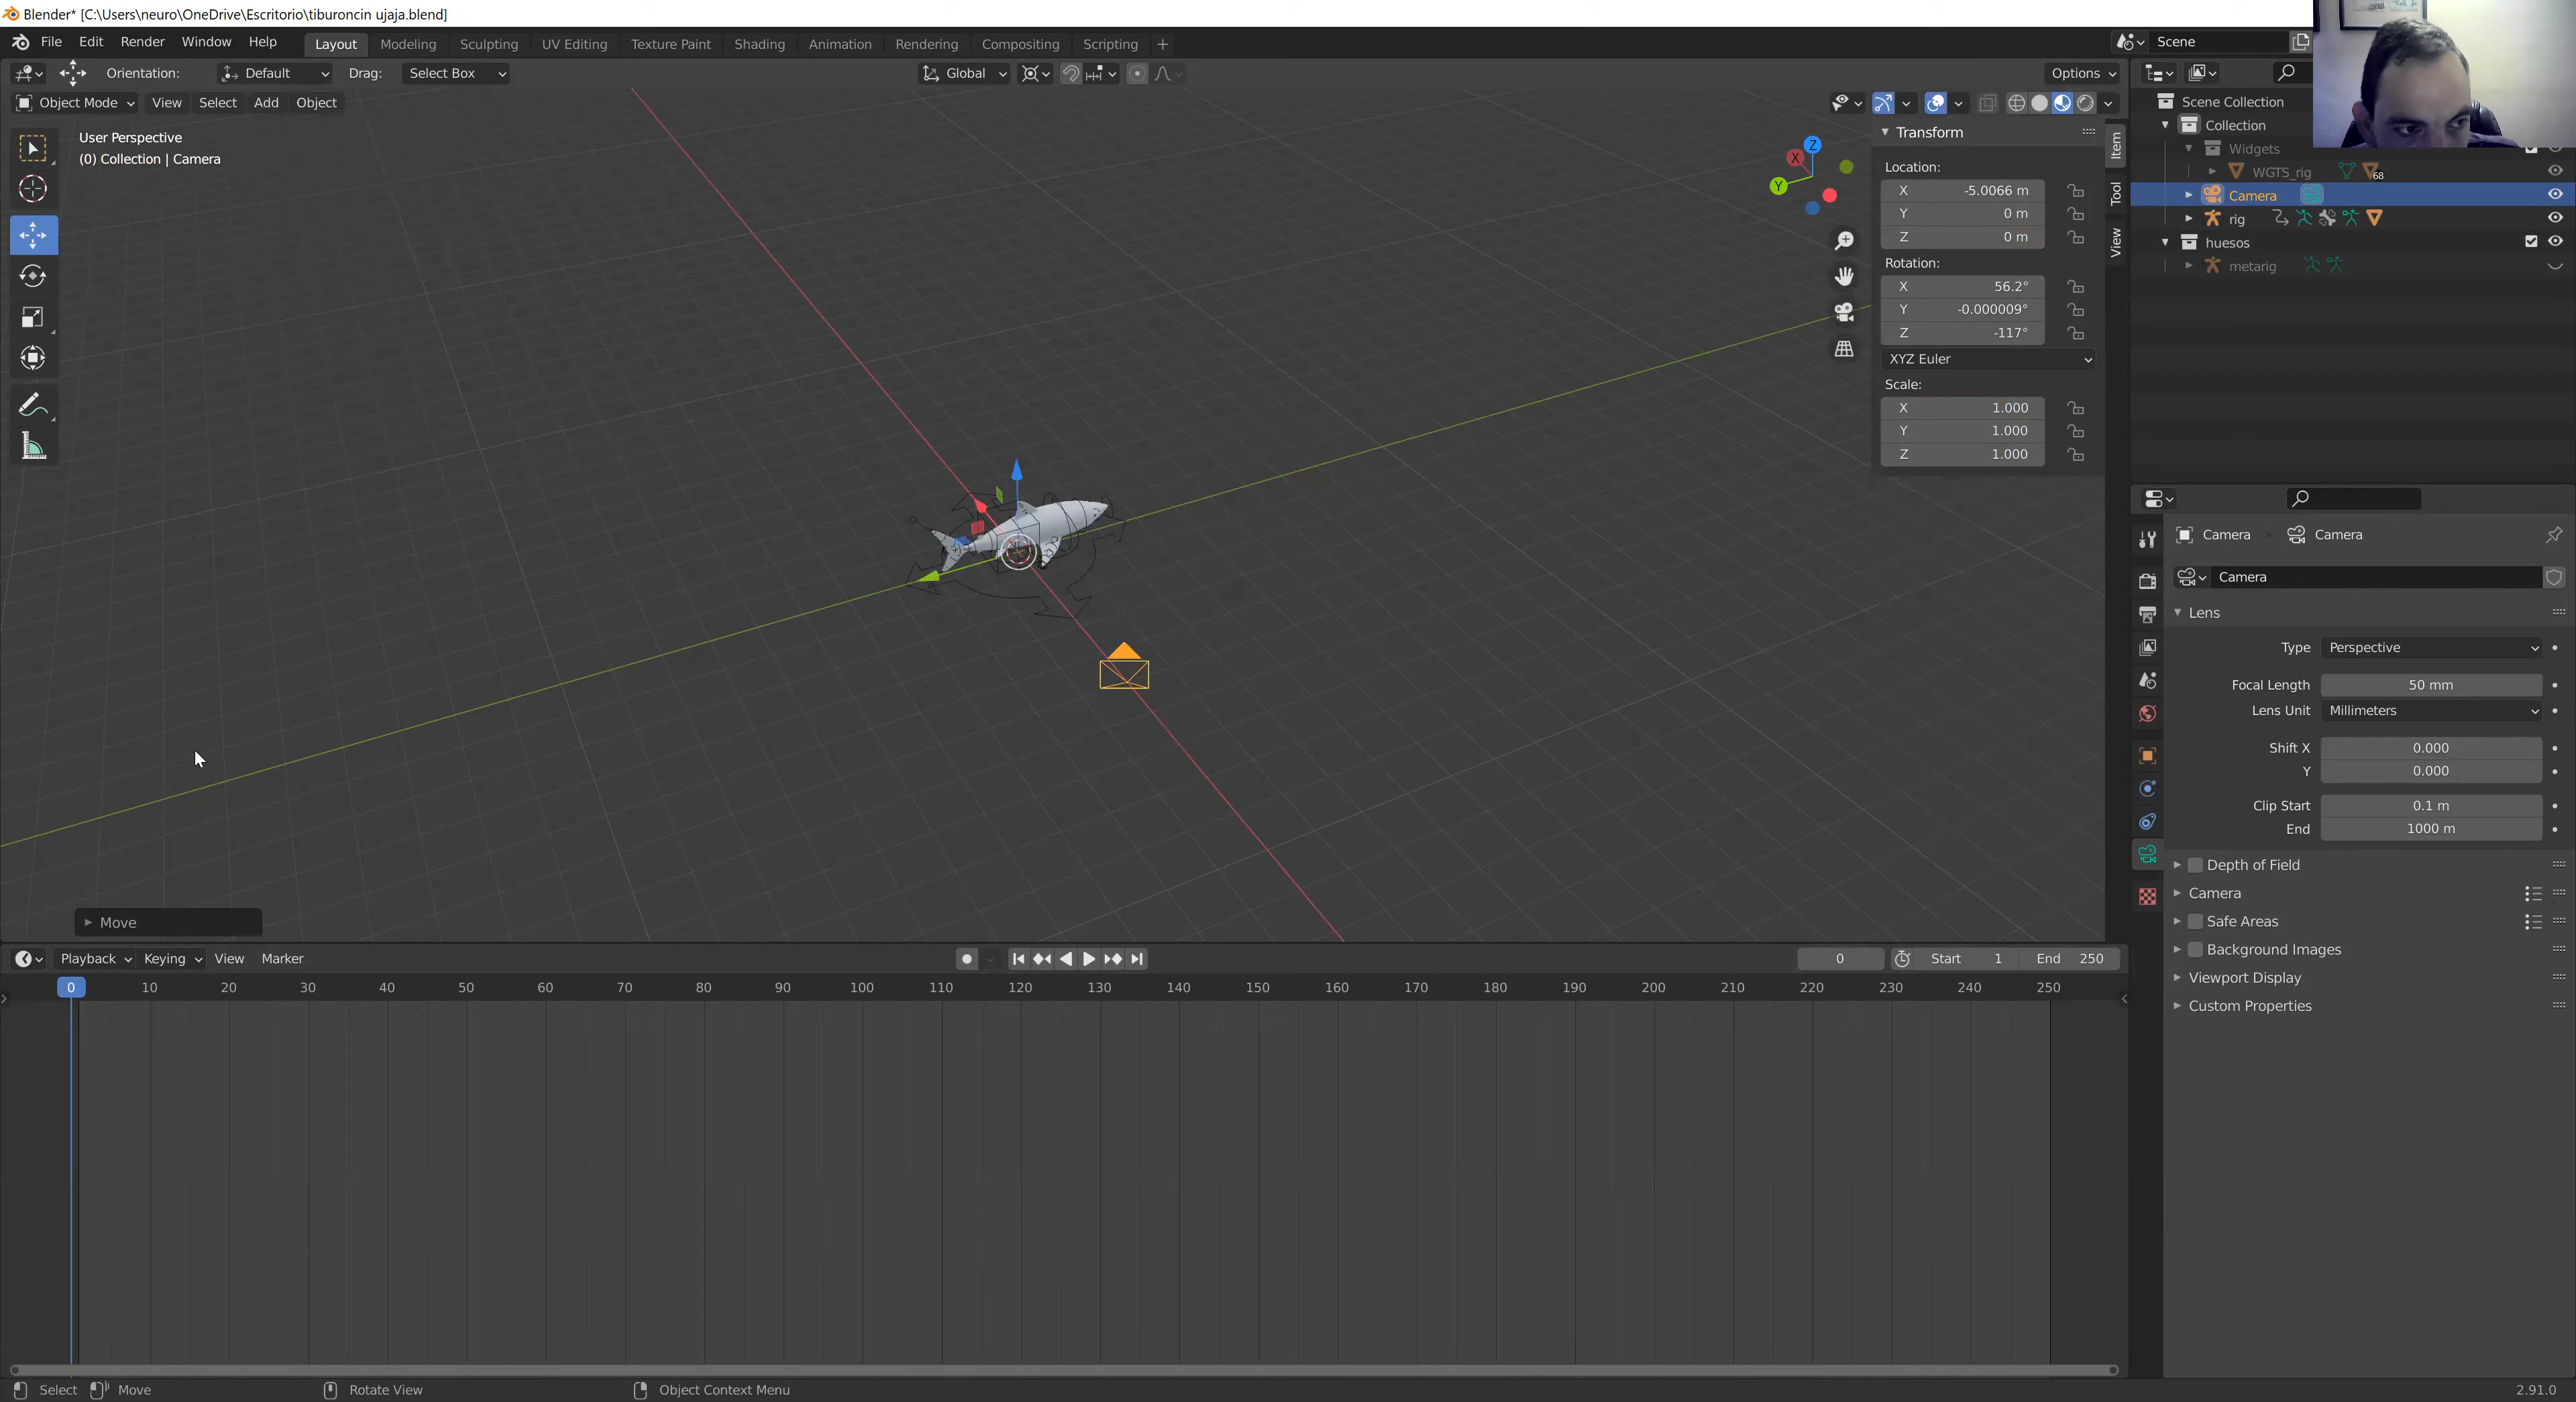 Blender* [C:\Users\neuro\OneDrive\Escritorio\tiburoncin ujaja.blend]
File Edit Render Window Help Layout Modeling Sculpting UV Editing Texture Paint Shading Animation Rendering Compositing Scripting + Scene
Orientation: Default Drag: Select Box Global Options
Object Mode View Select Add Object
User Perspective
(0) Collection | Camera
Z
X
Y
Transform
Location:
X -5.0066 m
Y 0 m
Z 0 m
Rotation:
X 56.2°
Y -0.000009°
Z -117°
XYZ Euler
Scale:
X 1.000
Y 1.000
Z 1.000
Item
Tool
View
Scene Collection
Collection
Widgets
WGTS_rig 68
Camera
rig
huesos
metarig
Camera Camera
Camera
Lens
Type Perspective
Focal Length 50 mm
Lens Unit Millimeters
Shift X 0.000
Y 0.000
Clip Start 0.1 m
End 1000 m
Depth of Field
Camera
Safe Areas
Background Images
Viewport Display
Custom Properties
Move
Playback Keying View Marker 0 Start 1 End 250
0 10 20 30 40 50 60 70 80 90 100 110 120 130 140 150 160 170 180 190 200 210 220 230 240 250
Select Move Rotate View Object Context Menu 2.91.0